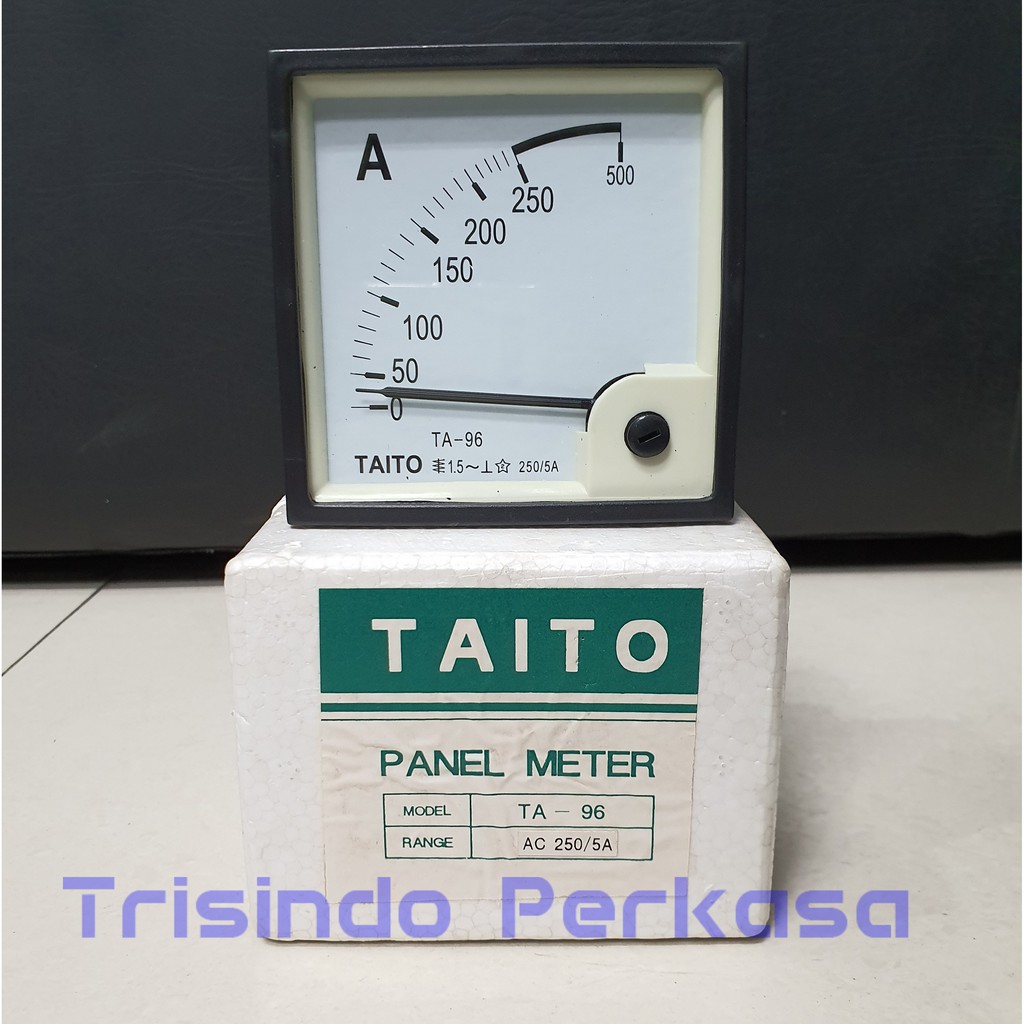 A
500
250
200
150
100
50
0
TA-96
TAITO 1.5~⊥ 250/5A
TAITO
PANEL METER
MODEL TA - 96
RANGE AC 250/5A
Trisindo Perkasa